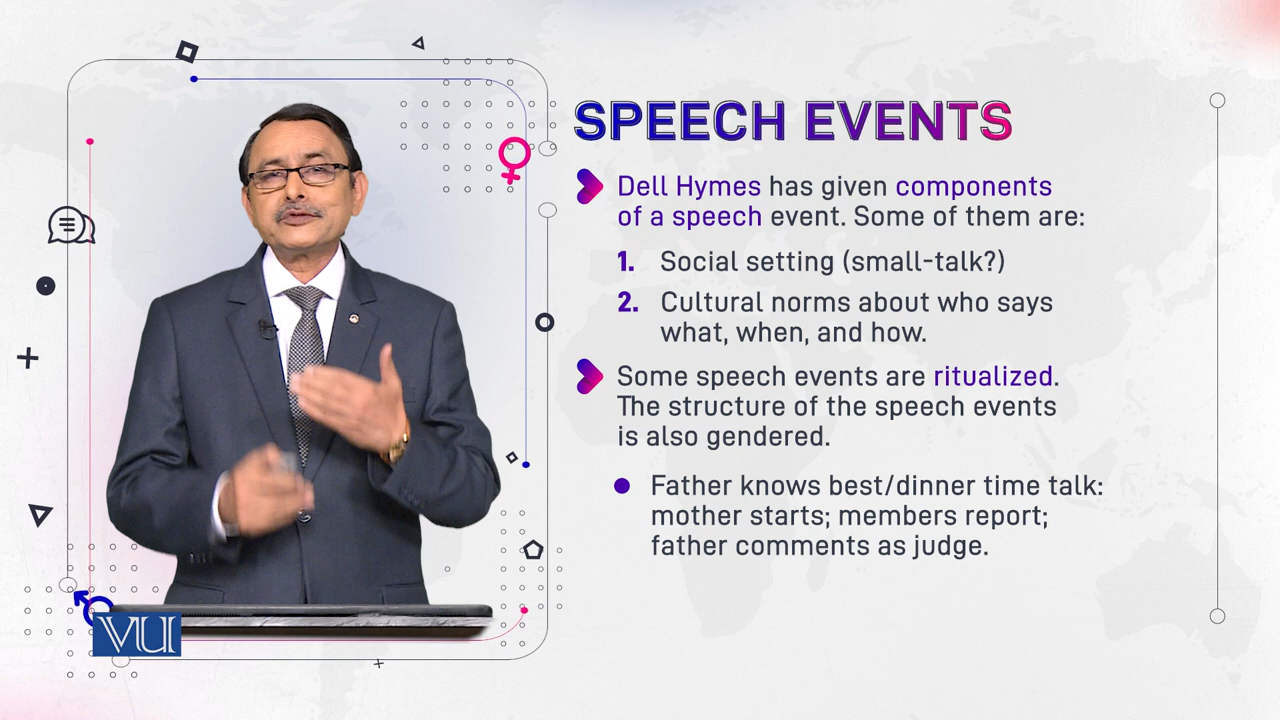 SPEECH EVENTS
Dell Hymes has given components
of a speech event. Some of them are:
1. Social setting (small-talk?)
2. Cultural norms about who says
what, when, and how.
Some speech events are ritualized.
The structure of the speech events
is also gendered.
Father knows best/dinner time talk:
mother starts; members report;
father comments as judge.
VU